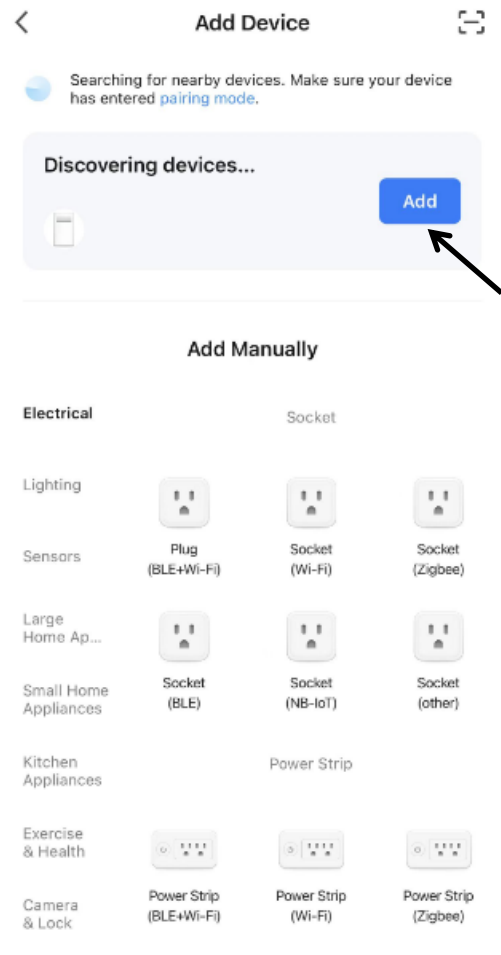 Add Device
Searching for nearby devices. Make sure your device
has entered pairing mode.
Discovering devices...
Add
Add Manually
Electrical
Lighting
Sensors
Large
Home Ap...
Small Home
Appliances
Kitchen
Appliances
Exercise
& Health
Camera
& Lock
Socket
Plug
(BLE+Wi-Fi)
Socket
(Wi-Fi)
Socket
(Zigbee)
Socket
(BLE)
Socket
(NB-IoT)
Socket
(other)
Power Strip
Power Strip
(BLE+Wi-Fi)
Power Strip
(Wi-Fi)
Power Strip
(Zigbee)